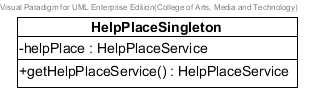 Visual Paradigm for UML Enterprise Edition(College of Arts, Media and Technology)
HelpPlaceSingleton
-helpPlace : HelpPlaceService
+getHelpPlaceService() : HelpPlaceService